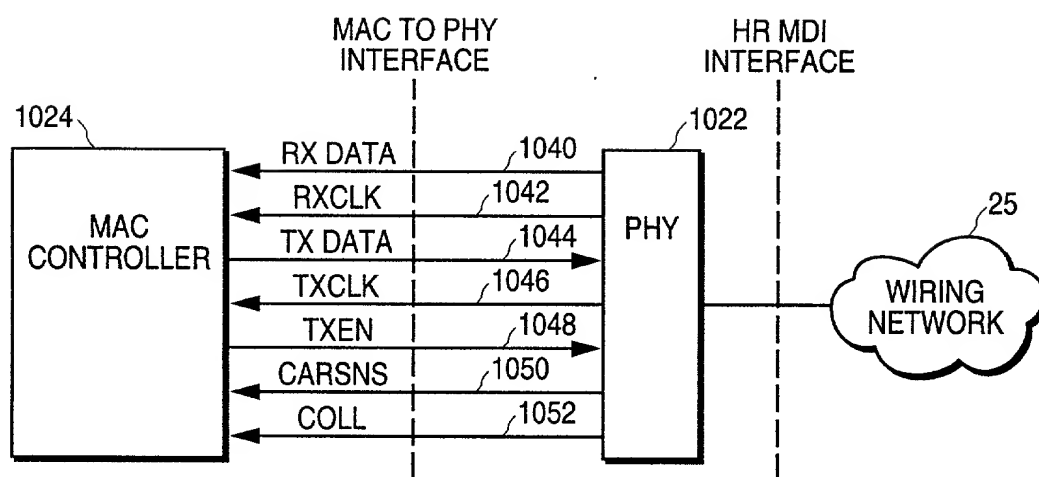 MAC TO PHY
INTERFACE
HR MDI
INTERFACE
1024
1022
RX DATA
1040
RXCLK
1042
MAC
CONTROLLER
TX DATA
1044
PHY
25
TXCLK
1046
WIRING
NETWORK
TXEN
1048
CARSNS
1050
COLL
1052